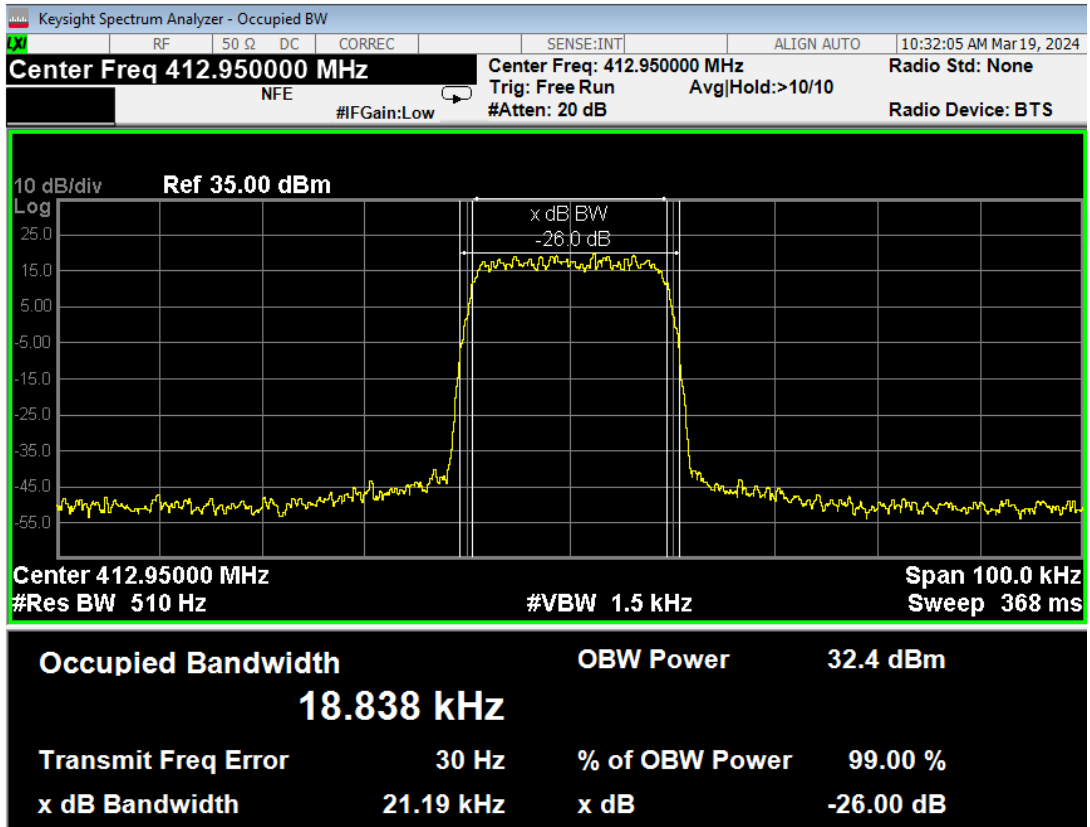 Keysight Spectrum Analyzer - Occupied BW
LXI RF 50 Ω DC CORREC SENSE:INT ALIGN AUTO 10:32:05 AM Mar 19, 2024
Center Freq 412.950000 MHz Center Freq: 412.950000 MHz Radio Std: None
NFE Trig: Free Run Avg|Hold:>10/10
#IFGain:Low #Atten: 20 dB Radio Device: BTS
10 dB/div Ref 35.00 dBm
Log
x dB BW
25.0
-26.0 dB
15.0
5.00
-5.00
-15.0
-25.0
-35.0
-45.0
-55.0
Center 412.95000 MHz Span 100.0 kHz
#Res BW 510 Hz #VBW 1.5 kHz Sweep 368 ms
Occupied Bandwidth OBW Power 32.4 dBm
18.838 kHz
Transmit Freq Error 30 Hz % of OBW Power 99.00 %
x dB Bandwidth 21.19 kHz x dB -26.00 dB